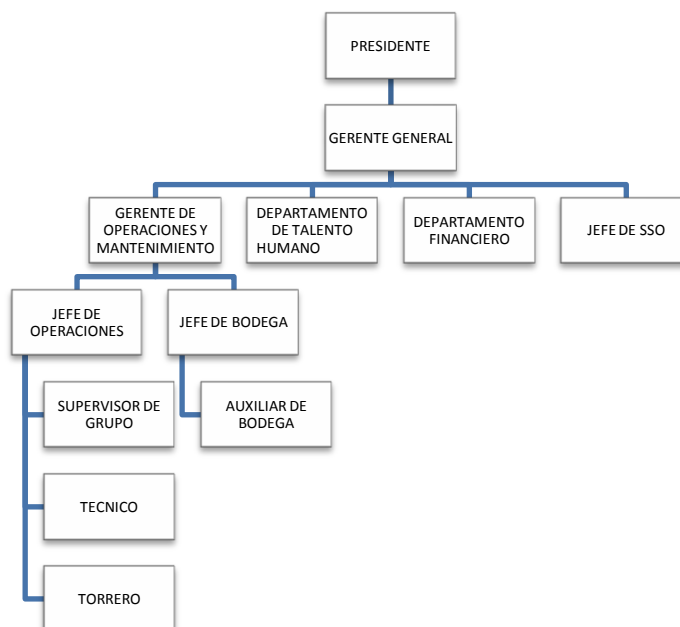 PRESIDENTE
GERENTE GENERAL
GERENTE DE
OPERACIONES Y
MANTENIMIENTO
DEPARTAMENTO
DE TALENTO
HUMANO
DEPARTAMENTO
FINANCIERO
JEFE DE SSO
JEFE DE
OPERACIONES
JEFE DE BODEGA
SUPERVISOR DE
GRUPO
AUXILIAR DE
BODEGA
TECNICO
TORRERO